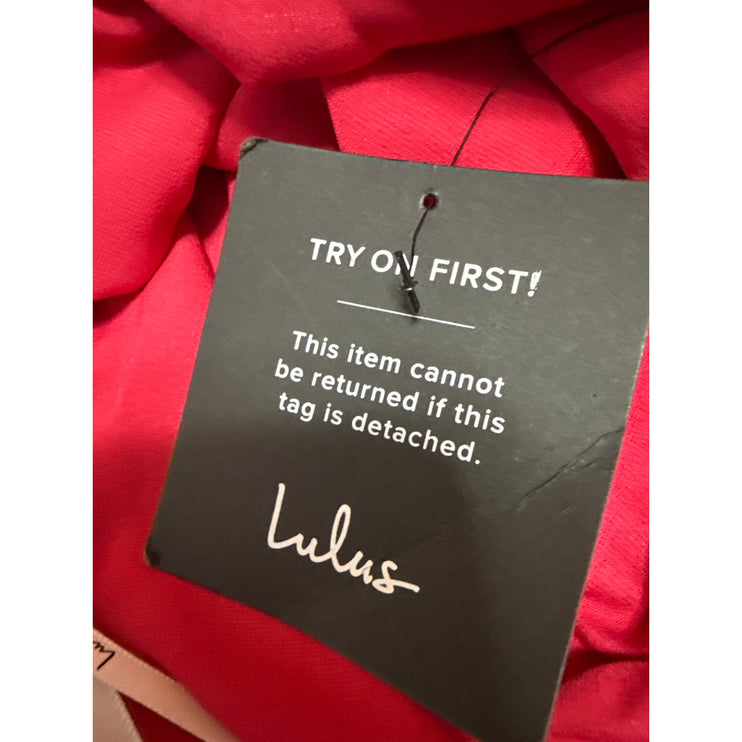 TRY ON FIRST!
This item cannot
be returned if this
tag is detached.
Lulus